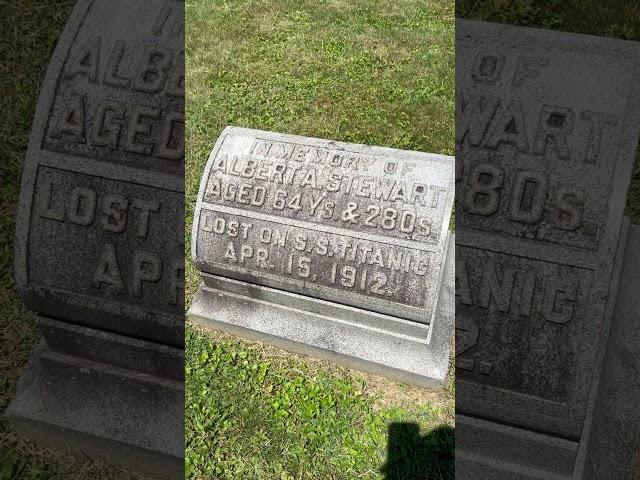 IN MEMORY OF
ALBERT A. STEWART
AGED 64 Ys. & 28 Ds.
LOST ON S.S. TITANIC
APR. 15, 1912.